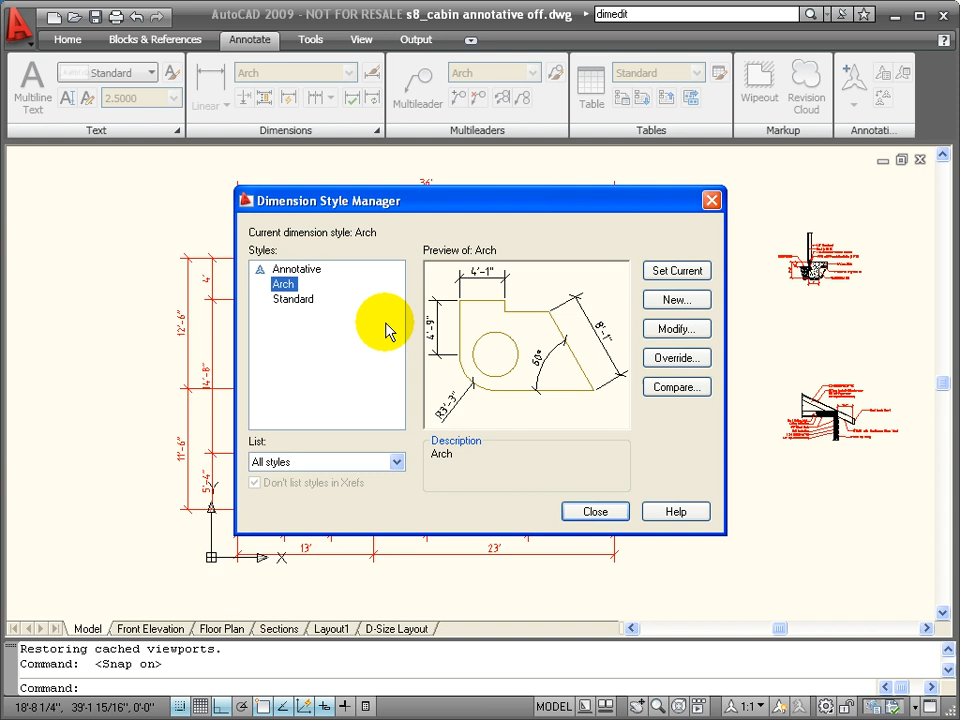 AutoCAD 2009 - NOT FOR RESALE s8_cabin annotative off.dwg
dimedit
Home Blocks & References Annotate Tools View Output
Multiline Text
Standard
2.5000
Text
Linear
Arch
Dimensions
Multileader
Arch
Multileaders
Table
Standard
Tables
Wipeout
Revision Cloud
Markup
Annotati...
36'
12'-6"
4'
14'-8"
11'-6"
5'-4"
Y
X
13'
23'
Dimension Style Manager
Current dimension style: Arch
Styles:
Annotative
Arch
Standard
List:
All styles
Don't list styles in Xrefs
Preview of: Arch
4'-1"
4'-9"
8'-1"
60°
R3'-3"
Description
Arch
Set Current
New...
Modify...
Override...
Compare...
Close
Help
Model Front Elevation Floor Plan Sections Layout1 D-Size Layout
Restoring cached viewports.
Command: <Snap on>
Command:
18'-8 1/4", 39'-1 15/16", 0'-0"
MODEL
1:1